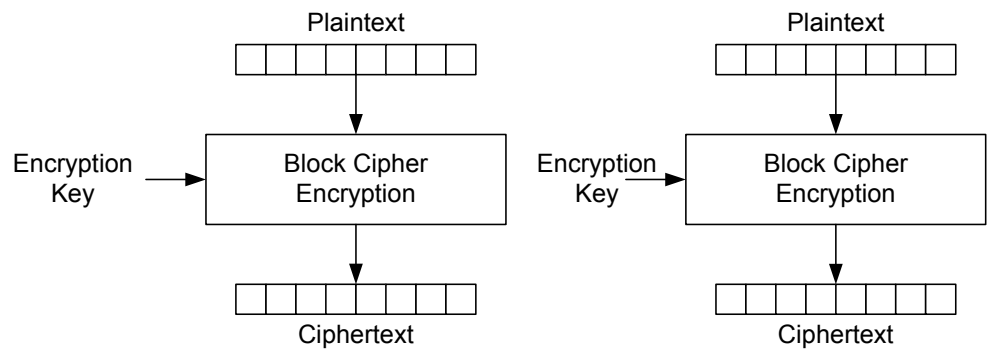 Plaintext
Encryption
Key
Block Cipher
Encryption
Ciphertext
Plaintext
Encryption
Key
Block Cipher
Encryption
Ciphertext